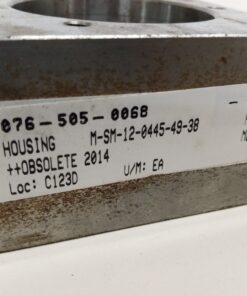 076-505-0068
HOUSING M-SM-12-0445-49-38
++OBSOLETE 2014
Loc: C123D U/M: EA